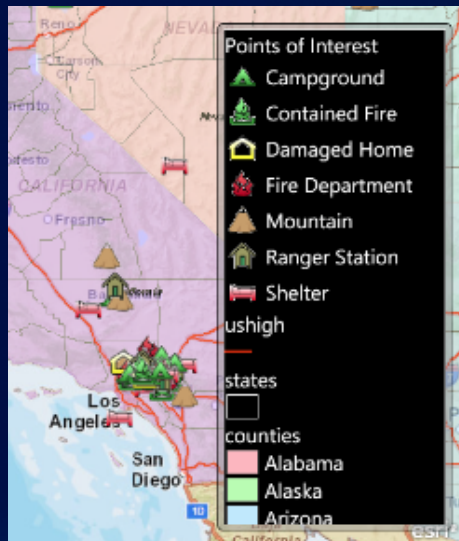 Reno
NEVADA
Carson
City
CALIFORNIA
Fresno
Los
Angeles
San
Diego
10
Points of Interest
Campground
Contained Fire
Damaged Home
Fire Department
Mountain
Ranger Station
Shelter
ushigh
states
counties
Alabama
Alaska
Arizona
esri